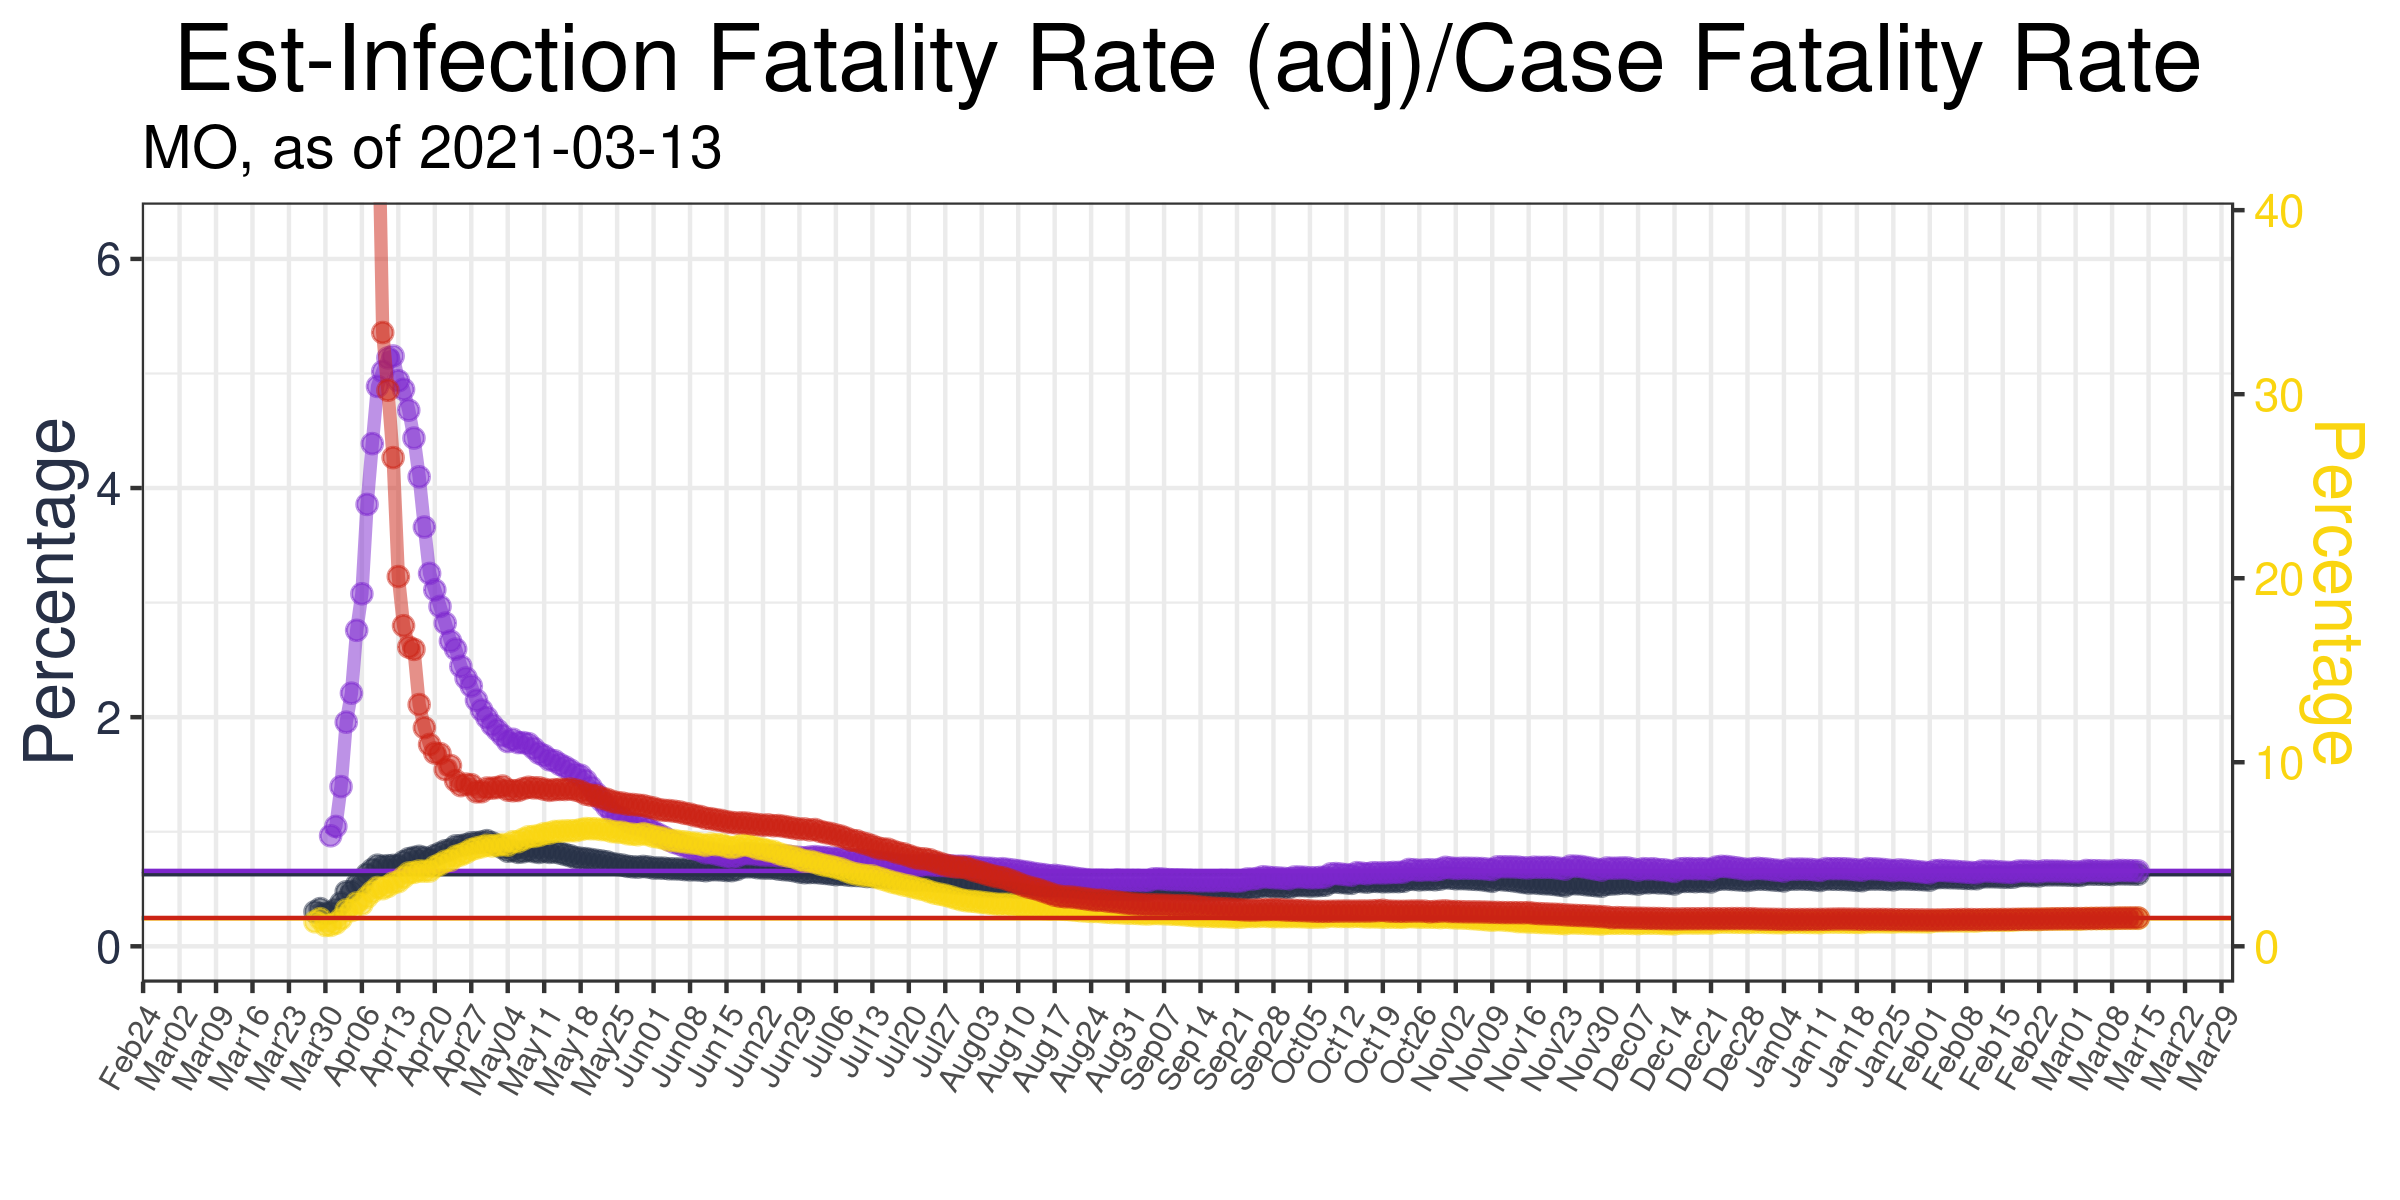 Est-Infection Fatality Rate (adj)/Case Fatality Rate
MO, as of 2021-03-13
Percentage
6
4
2
0
40
30
20
10
0
Percentage
Feb24
Mar02
Mar09
Mar16
Mar23
Mar30
Apr06
Apr13
Apr20
Apr27
May04
May11
May18
May25
Jun01
Jun08
Jun15
Jun22
Jun29
Jul06
Jul13
Jul20
Jul27
Aug03
Aug10
Aug17
Aug24
Aug31
Sep07
Sep14
Sep21
Sep28
Oct05
Oct12
Oct19
Oct26
Nov02
Nov09
Nov16
Nov23
Nov30
Dec07
Dec14
Dec21
Dec28
Jan04
Jan11
Jan18
Jan25
Feb01
Feb08
Feb15
Feb22
Mar01
Mar08
Mar15
Mar22
Mar29